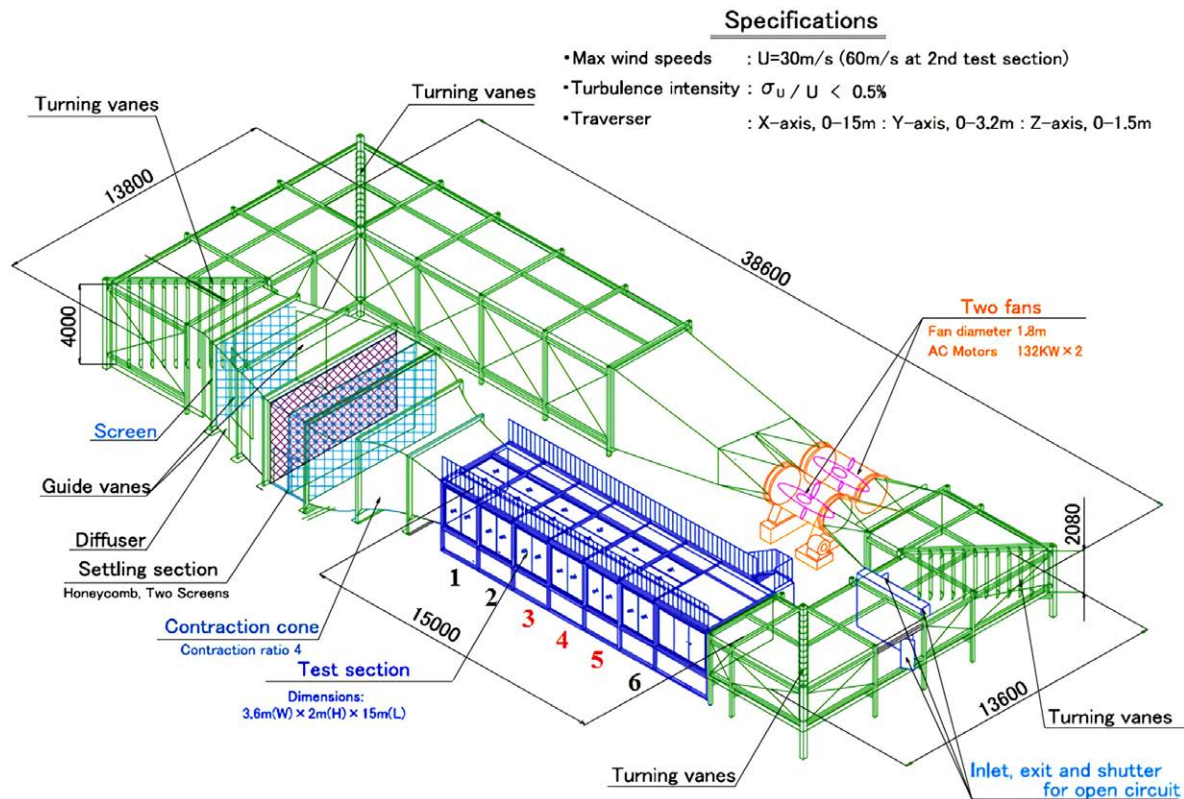 Specifications
・Max wind speeds : U=30m/s (60m/s at 2nd test section)
・Turbulence intensity : σu / U < 0.5%
・Traverser : X-axis, 0-15m : Y-axis, 0-3.2m : Z-axis, 0-1.5m
Turning vanes
Turning vanes
13800
38600
4000
Two fans
Fan diameter 1.8m
AC Motors 132KW×2
Screen
Guide vanes
Diffuser
Settling section
Honeycomb, Two Screens
Contraction cone
Contraction ratio 4
Test section
Dimensions:
3.6m(W)×2m(H)×15m(L)
15000
1
2
3
4
5
6
2080
13600
Turning vanes
Turning vanes
Inlet, exit and shutter
for open circuit